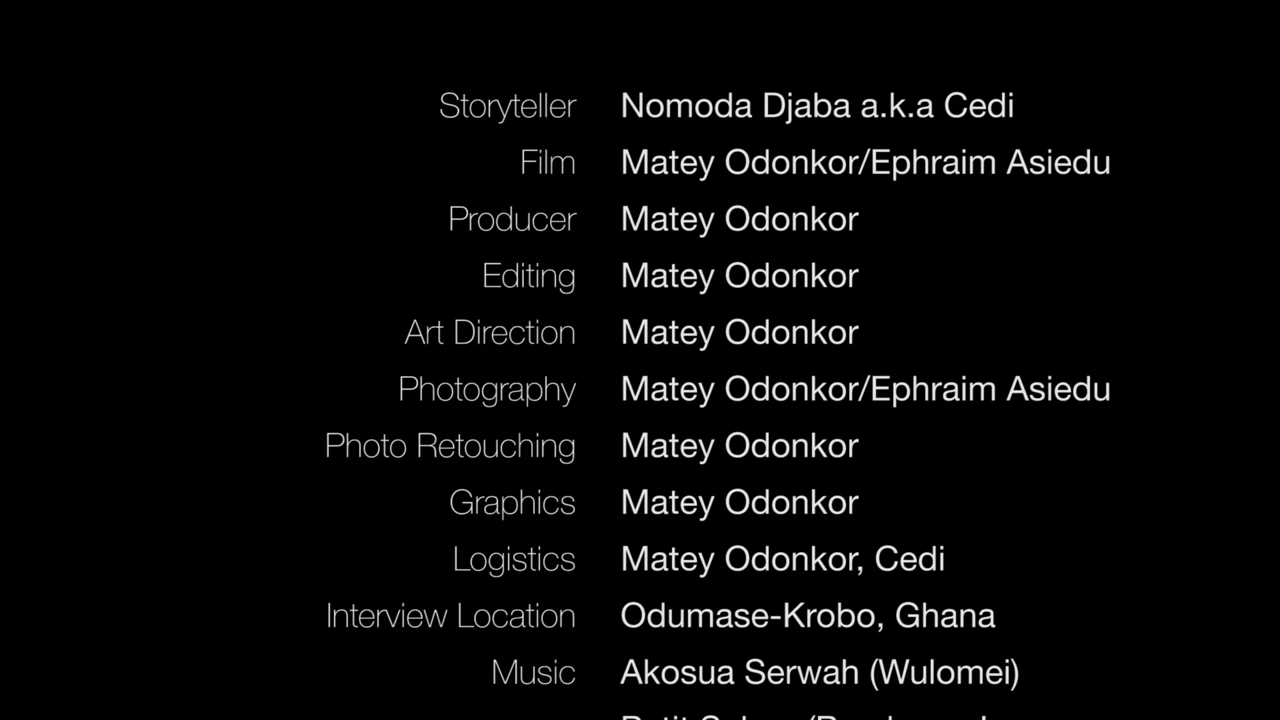 Storyteller Nomoda Djaba a.k.a Cedi
Film Matey Odonkor/Ephraim Asiedu
Producer Matey Odonkor
Editing Matey Odonkor
Art Direction Matey Odonkor
Photography Matey Odonkor/Ephraim Asiedu
Photo Retouching Matey Odonkor
Graphics Matey Odonkor
Logistics Matey Odonkor, Cedi
Interview Location Odumase-Krobo, Ghana
Music Akosua Serwah (Wulomei)